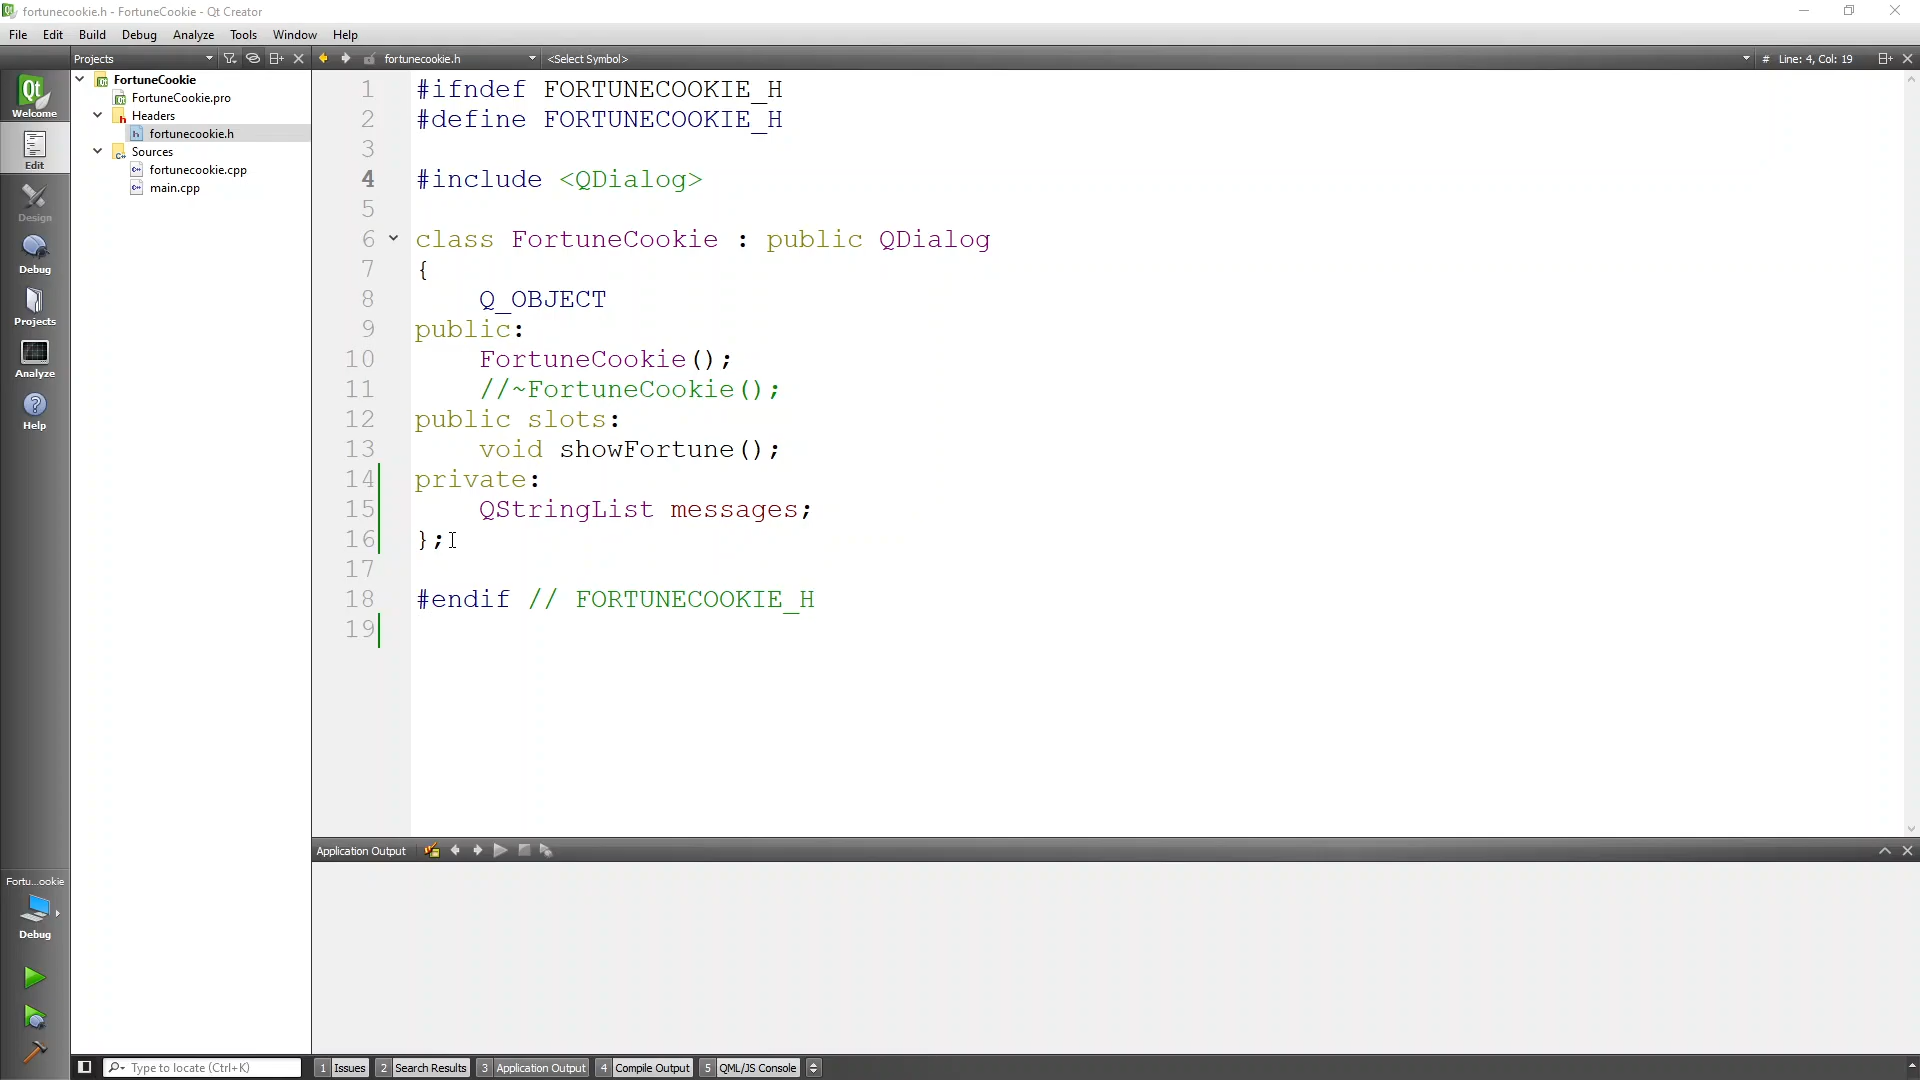 fortunecookie.h - FortuneCookie - Qt Creator
File Edit Build Debug Analyze Tools Window Help
Projects
fortunecookie.h
<Select Symbol>
# Line: 4, Col: 19
Welcome
Edit
Design
Debug
Projects
Analyze
Help
FortuneCookie
FortuneCookie.pro
Headers
fortunecookie.h
Sources
fortunecookie.cpp
main.cpp
1 #ifndef FORTUNECOOKIE_H
2 #define FORTUNECOOKIE_H
3
4 #include <QDialog>
5
6 class FortuneCookie : public QDialog
7 {
8 Q_OBJECT
9 public:
10 FortuneCookie();
11 //~FortuneCookie();
12 public slots:
13 void showFortune();
14 private:
15 QStringList messages;
16 };
17
18 #endif // FORTUNECOOKIE_H
19
Application Output
Fortu...ookie
Debug
Type to locate (Ctrl+K)
1 Issues 2 Search Results 3 Application Output 4 Compile Output 5 QML/JS Console